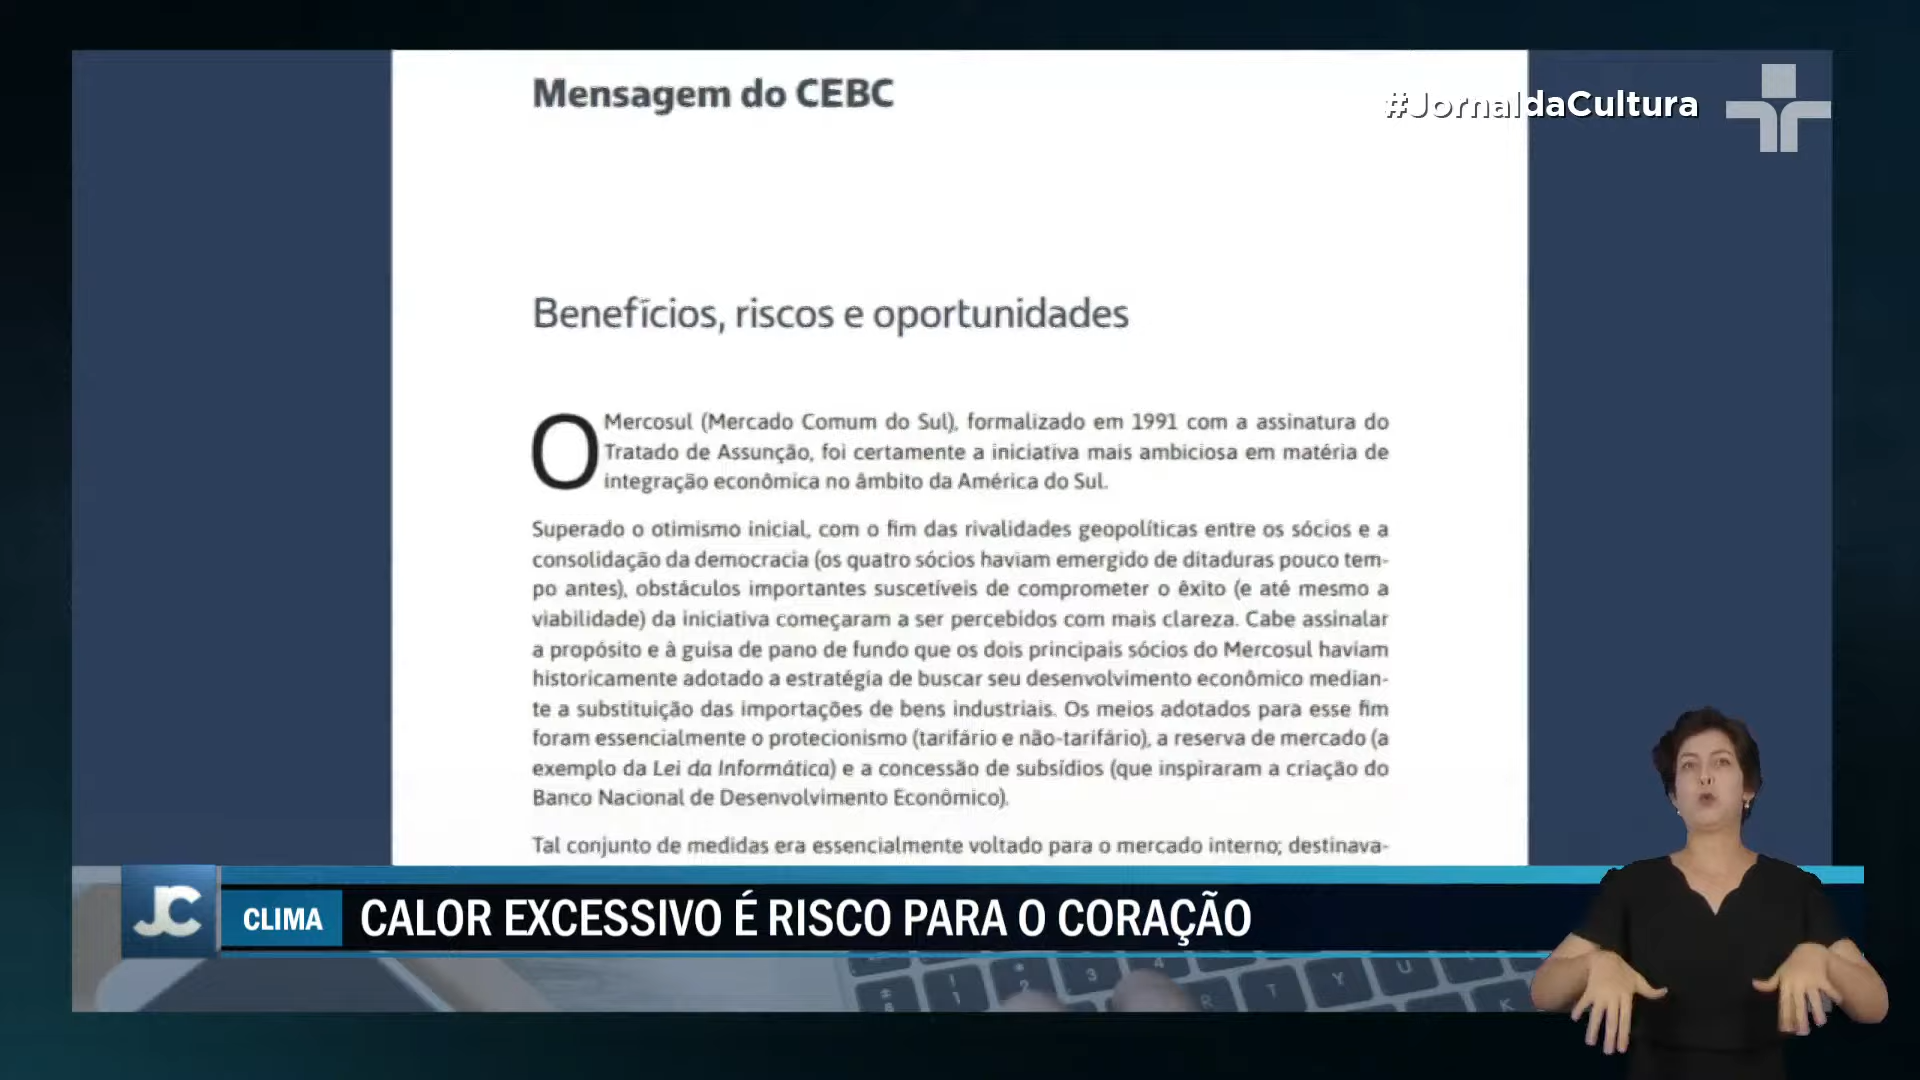 Mensagem do CEBC
#JornaldaCultura
Benefícios, riscos e oportunidades
O Mercosul (Mercado Comum do Sul), formalizado em 1991 com a assinatura do
Tratado de Assunção, foi certamente a iniciativa mais ambiciosa em matéria de
integração econômica no âmbito da América do Sul.
Superado o otimismo inicial, com o fim das rivalidades geopolíticas entre os sócios e a
consolidação da democracia (os quatro sócios haviam emergido de ditaduras pouco tem-
po antes), obstáculos importantes suscetíveis de comprometer o êxito (e até mesmo a
viabilidade) da iniciativa começaram a ser percebidos com mais clareza. Cabe assinalar
a propósito e à guisa de pano de fundo que os dois principais sócios do Mercosul haviam
historicamente adotado a estratégia de buscar seu desenvolvimento econômico median-
te a substituição das importações de bens industriais. Os meios adotados para esse fim
foram essencialmente o protecionismo (tarifário e não-tarifário), a reserva de mercado (a
exemplo da Lei da Informática) e a concessão de subsídios (que inspiraram a criação do
Banco Nacional de Desenvolvimento Econômico).
Tal conjunto de medidas era essencialmente voltado para o mercado interno; destinava-
JC
CLIMA
CALOR EXCESSIVO É RISCO PARA O CORAÇÃO
1 2 3 4
R T Y U
K